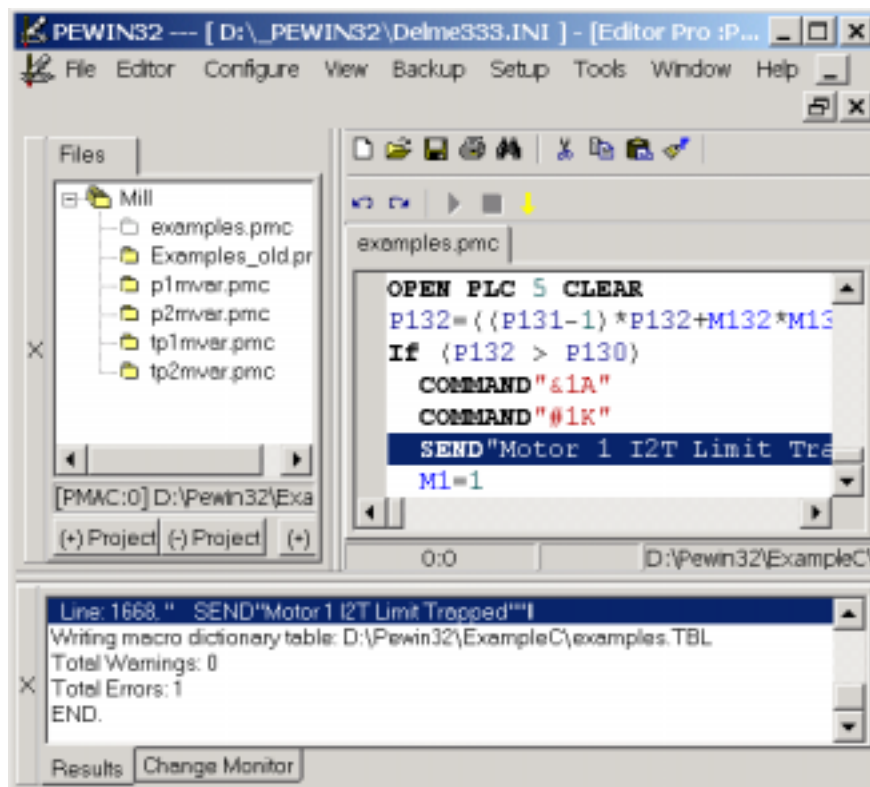 PEWIN32 --- [ D:\_PEWIN32\Delme333.INI ] - [Editor Pro :P...
File Editor Configure View Backup Setup Tools Window Help
Files
Mill
examples.pmc
Examples_old.pr
p1mvar.pmc
p2mvar.pmc
tp1mvar.pmc
tp2mvar.pmc
[PMAC:0] D:\Pewin32\Exa
(+) Project (-) Project (+)
examples.pmc
OPEN PLC 5 CLEAR
P132=((P131-1)*P132+M132*M13
If (P132 > P130)
COMMAND"&1A"
COMMAND"#1K"
SEND"Motor 1 I2T Limit Tra
M1=1
0:0 D:\Pewin32\ExampleC\
Line: 1668, " SEND"Motor 1 I2T Limit Trapped""
Writing macro dictionary table: D:\Pewin32\ExampleC\examples.TBL
Total Warnings: 0
Total Errors: 1
END.
Results Change Monitor